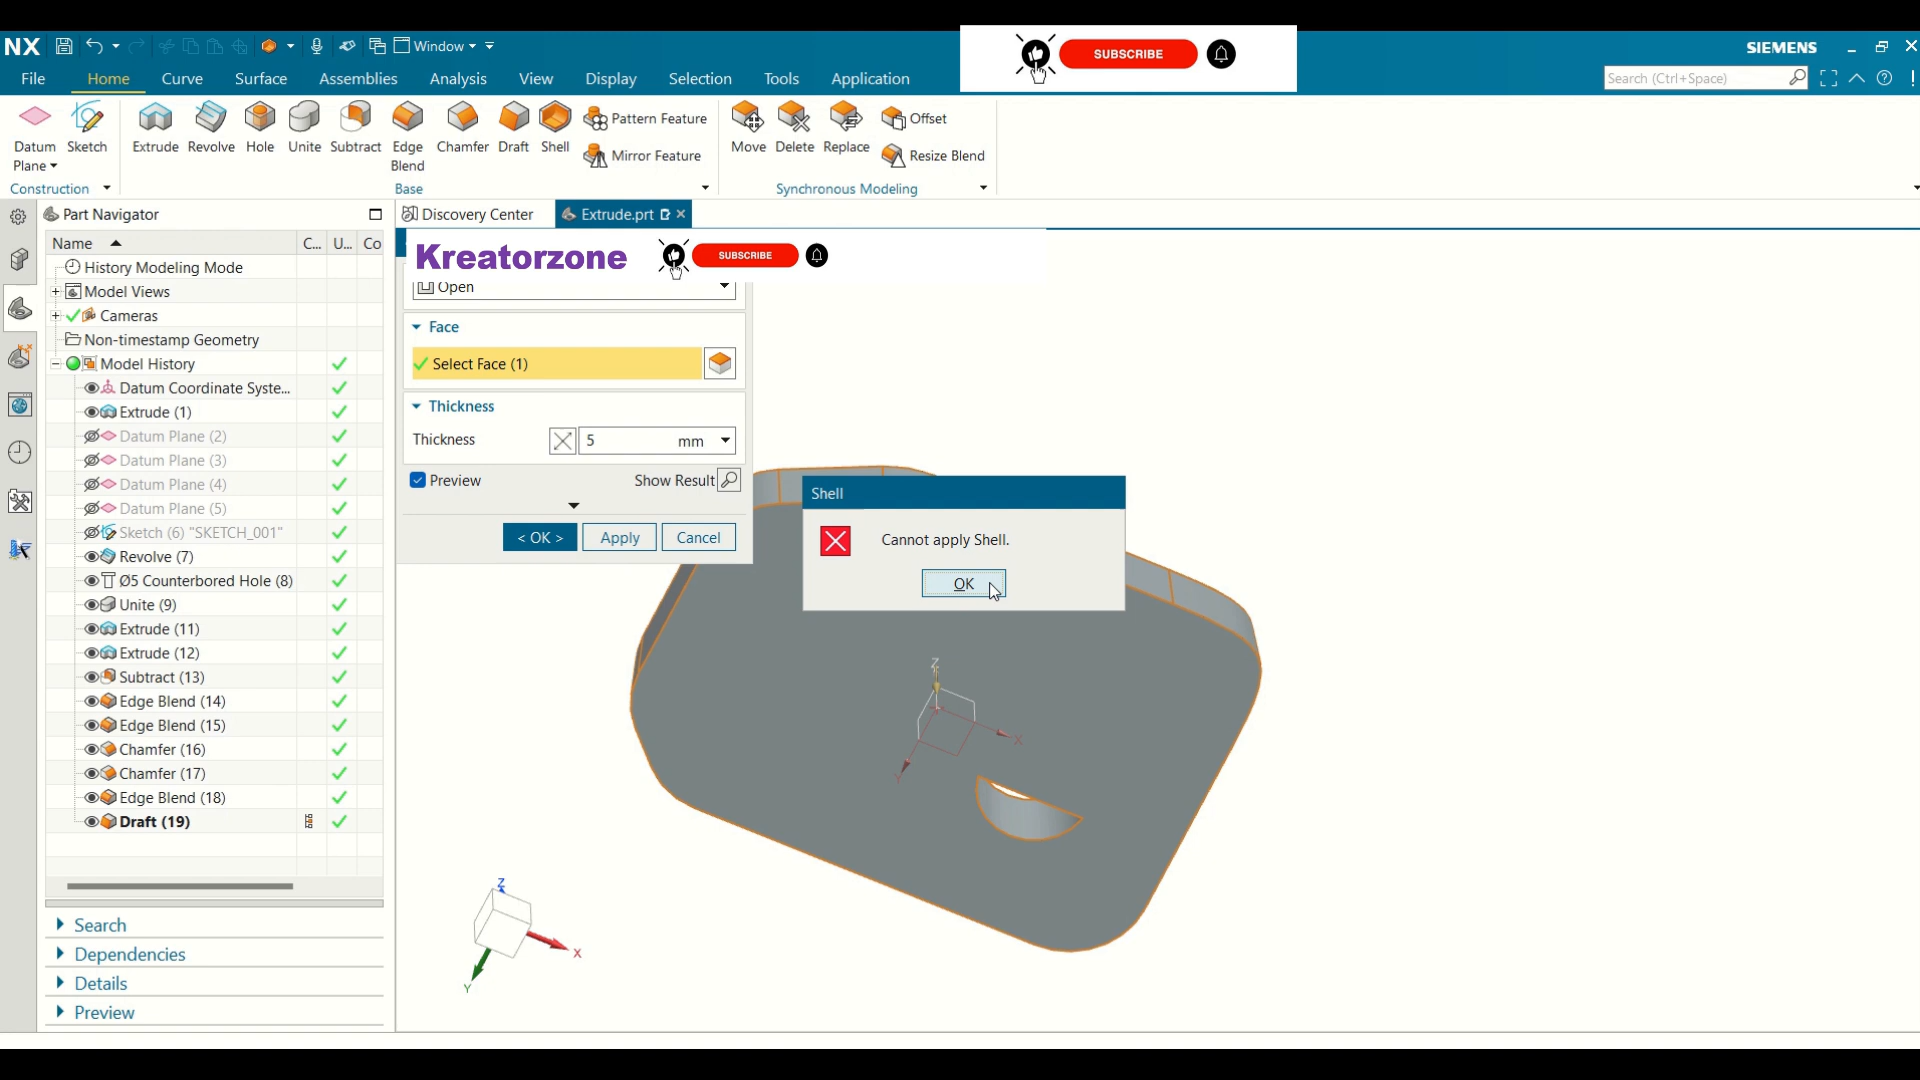 NX
Window
SUBSCRIBE
SIEMENS
File
Home
Curve
Surface
Assemblies
Analysis
View
Display
Selection
Tools
Application
Search (Ctrl+Space)
Datum Plane
Sketch
Extrude
Revolve
Hole
Unite
Subtract
Edge Blend
Chamfer
Draft
Shell
Pattern Feature
Mirror Feature
Move
Delete
Replace
Offset
Resize Blend
Construction
Base
Synchronous Modeling
Part Navigator
Discovery Center
Extrude.prt
Name
C...
U...
Co
History Modeling Mode
Model Views
Cameras
Non-timestamp Geometry
Model History
Datum Coordinate Syste...
Extrude (1)
Datum Plane (2)
Datum Plane (3)
Datum Plane (4)
Datum Plane (5)
Sketch (6) "SKETCH_001"
Revolve (7)
Ø5 Counterbored Hole (8)
Unite (9)
Extrude (11)
Extrude (12)
Subtract (13)
Edge Blend (14)
Edge Blend (15)
Chamfer (16)
Chamfer (17)
Edge Blend (18)
Draft (19)
Search
Dependencies
Details
Preview
Kreatorzone
SUBSCRIBE
Open
Face
Select Face (1)
Thickness
Thickness
5 mm
Preview
Show Result
< OK >
Apply
Cancel
Shell
Cannot apply Shell.
OK
Z
X
Y
Z
X
Y